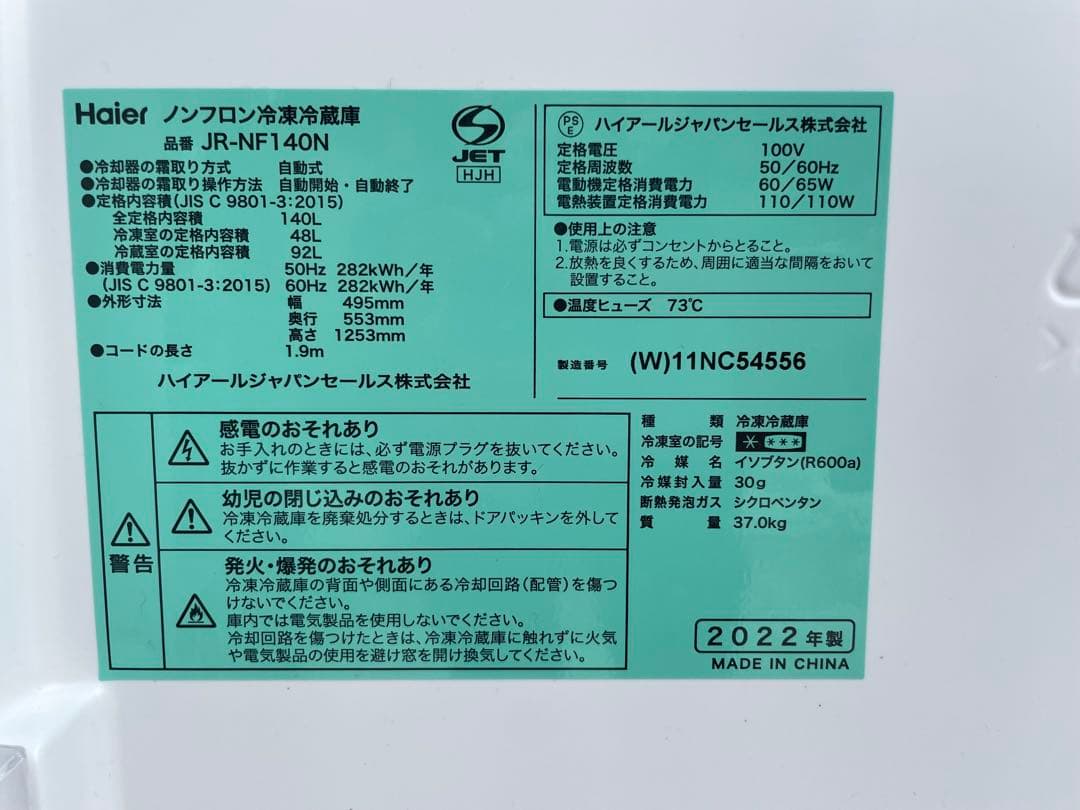 Haier ノンフロン冷凍冷蔵庫
品番 JR-NF140N
●冷却器の霜取り方式 自動式
●冷却器の霜取り操作方法 自動開始・自動終了
●定格内容積(JIS C 9801-3:2015)
全定格内容積 140L
冷凍室の定格内容積 48L
冷蔵室の定格内容積 92L
●消費電力量 50Hz 282kWh/年
(JIS C 9801-3:2015) 60Hz 282kWh/年
●外形寸法 幅 495mm
奥行 553mm
高さ 1253mm
●コードの長さ 1.9m
ハイアールジャパンセールス株式会社
JET
HJH
PSE ハイアールジャパンセールス株式会社
定格電圧 100V
定格周波数 50/60Hz
電動機定格消費電力 60/65W
電熱装置定格消費電力 110/110W
●使用上の注意
1.電源は必ずコンセントからとること。
2.放熱を良くするため、周囲に適当な間隔をおいて
設置すること。
●温度ヒューズ 73℃
製造番号 (W)11NC54556
警告
感電のおそれあり
お手入れのときには、必ず電源プラグを抜いてください。
抜かずに作業すると感電のおそれがあります。
幼児の閉じ込みのおそれあり
冷凍冷蔵庫を廃棄処分するときは、ドアパッキンを外して
ください。
発火・爆発のおそれあり
冷凍冷蔵庫の背面や側面にある冷却回路(配管)を傷つ
けないでください。
庫内では電気製品を使用しないでください。
冷却回路を傷つけたときは、冷凍冷蔵庫に触れずに火気
や電気製品の使用を避け窓を開け換気してください。
種類 冷凍冷蔵庫
冷凍室の記号 * ***
冷媒名 イソブタン(R600a)
冷媒封入量 30g
断熱発泡ガス シクロペンタン
質量 37.0kg
2022年製
MADE IN CHINA